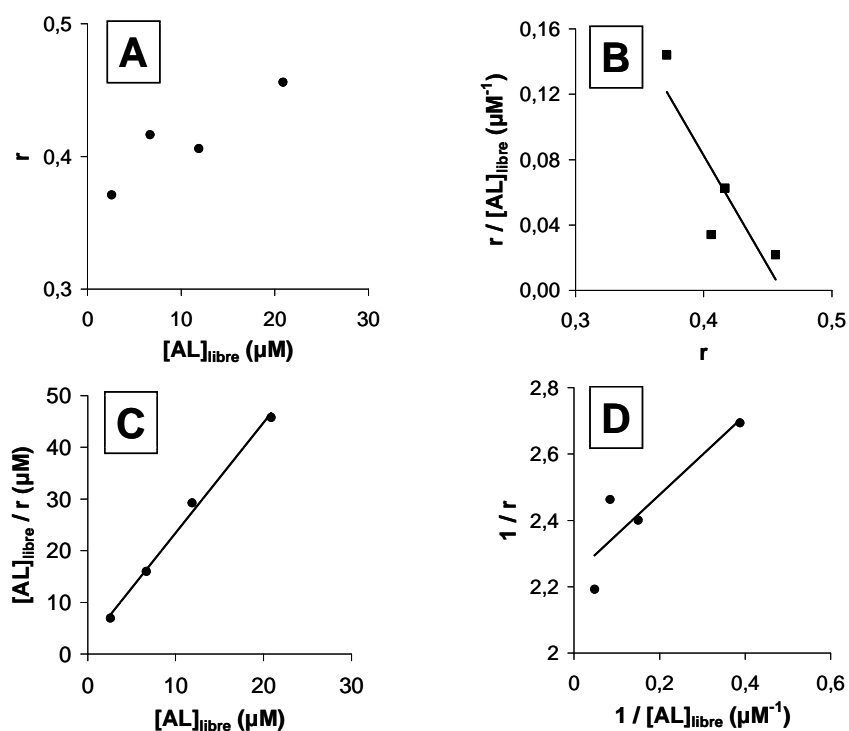 A
0,5
0,4
0,3
r
0 10 20 30
[AL]libre (µM)
B
0,16
0,12
0,08
0,04
0,00
r / [AL]libre (µM-1)
0,3 0,4 0,5
r
C
50
40
30
20
10
0
[AL]libre / r (µM)
0 10 20 30
[AL]libre (µM)
D
2,8
2,6
2,4
2,2
2
1 / r
0 0,2 0,4 0,6
1 / [AL]libre (µM-1)